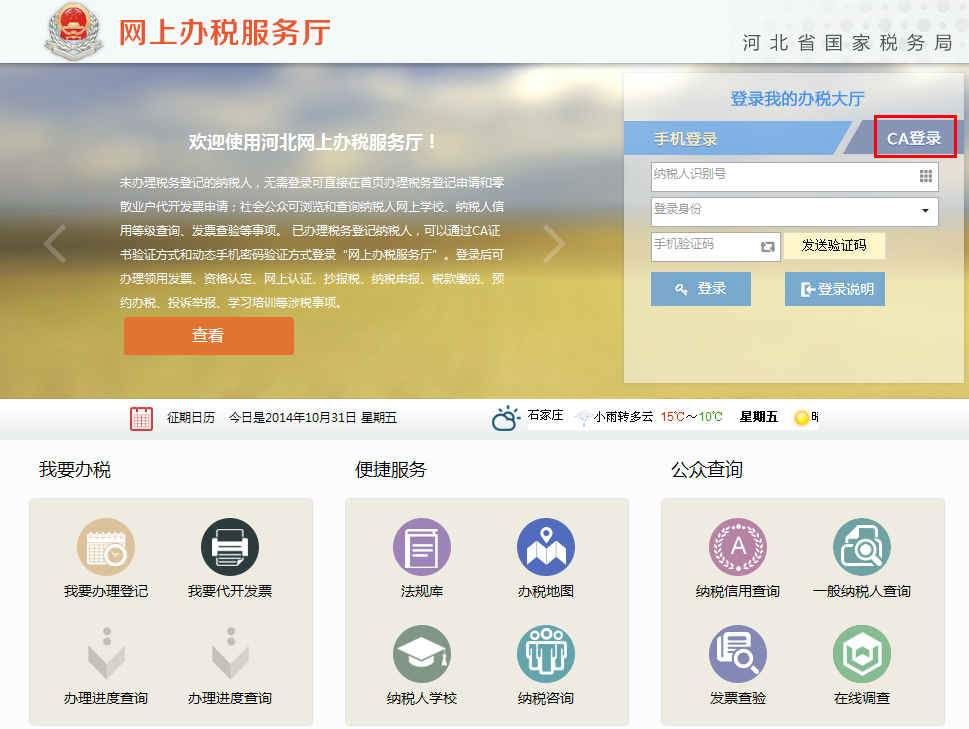 网上办税服务厅
河北省国家税务局
登录我的办税大厅
手机登录
CA登录
纳税人识别号
登录身份
手机验证码
发送验证码
登录
登录说明
欢迎使用河北网上办税服务厅！
未办理税务登记的纳税人，无需登录可直接在首页办理税务登记申请和零
散业户代开发票申请；社会公众可浏览和查询纳税人网上学校、纳税人信
用等级查询、发票查验等事项。 已办理税务登记纳税人，可以通过CA证
书验证方式和动态手机密码验证方式登录“网上办税服务厅”。登录后可
办理领用发票、资格认定、网上认证、抄报税、纳税申报、税款缴纳、预
约办税、投诉举报、学习培训等涉税事项。
查看
征期日历 今日是2014年10月31日 星期五
石家庄 小雨转多云 15℃～10℃ 星期五
我要办税
便捷服务
公众查询
我要办理登记
我要代开发票
法规库
办税地图
A
纳税信用查询
一般纳税人查询
办理进度查询
办理进度查询
纳税人学校
纳税咨询
发票查验
在线调查